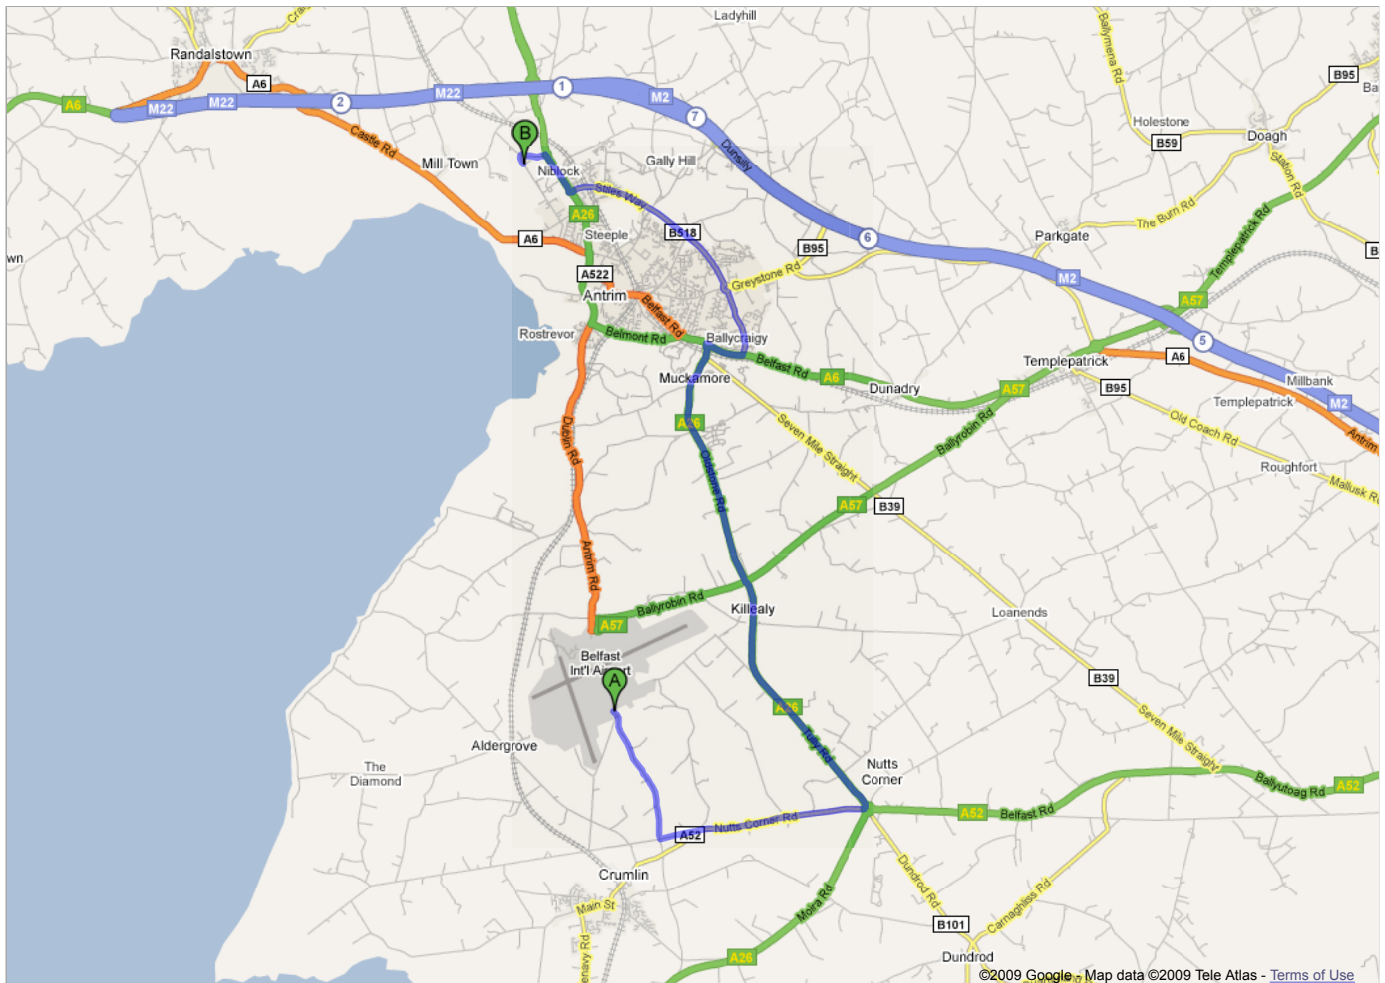 Ladyhill
Ballymena Rd
Randalstown
A6
B95
A6
M22
M22
2
M22
1
M2
7
Holestone
Doagh
B59
Castle Rd
B
Mill Town
Gally Hill
Dunsilly
Niblock
Station Rd
Stiles Way
A26
The Burn Rd
Steeple
B518
6
Parkgate
B95
A6
Templepatrick Rd
A522
Greystone Rd
M2
Antrim
A57
Belfast Rd
Rostrevor
Belmont Rd
Ballycraigy
5
Belfast Rd
Templepatrick
A6
Muckamore
A6
Dunadry
A57
B95
Millbank
Templepatrick
M2
Dublin Rd
A26
Seven Mile Straight
Ballyrobin Rd
Old Coach Rd
Antrim
Oldstone Rd
Roughfort
Mallusk Rd
A57
B39
Antrim Rd
Ballyrobin Rd
Killealy
Loanends
A57
Belfast
Int'l Airport
A
B39
A26
Seven Mile Straight
Tully Rd
Aldergrove
The
Diamond
Nutts
Corner
Ballyutoag Rd
A52
Nutts Corner Rd
A52
A52
Belfast Rd
Crumlin
Dundrod Rd
Main St
Moira Rd
Carnaghliss Rd
B101
A26
Dundrod
©2009 Google - Map data ©2009 Tele Atlas - Terms of Use